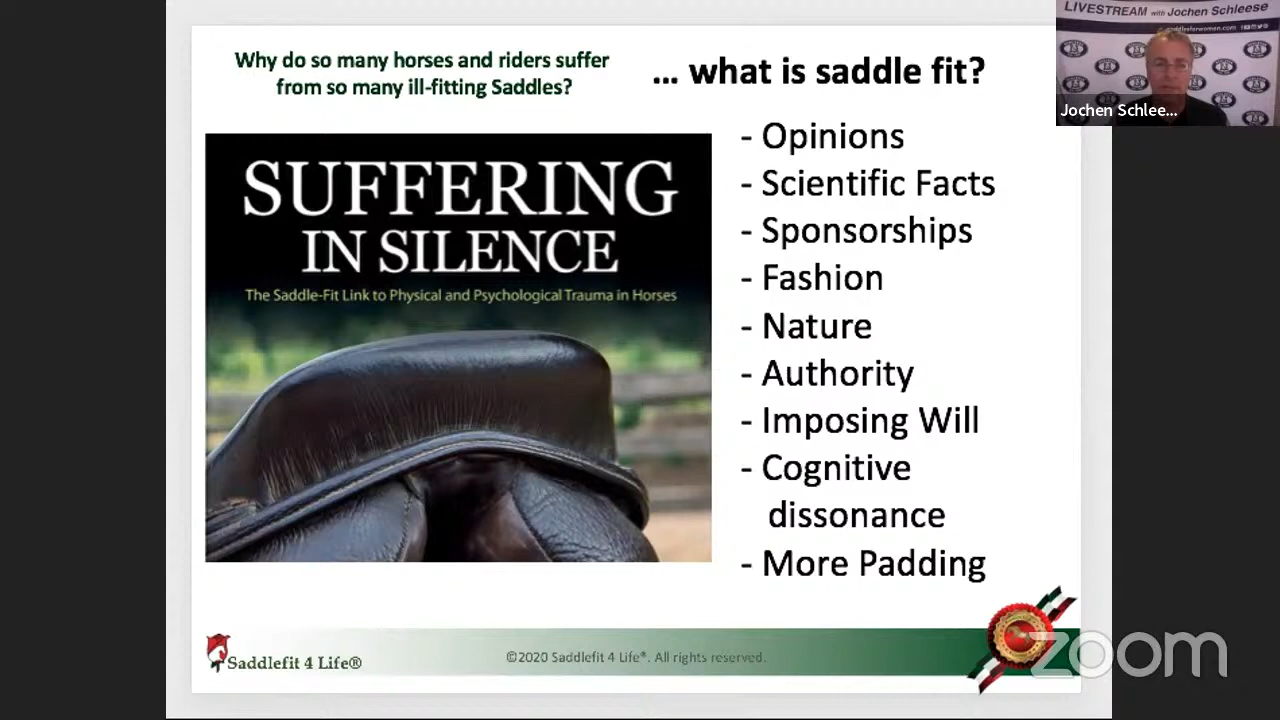 Why do so many horses and riders suffer
from so many ill-fitting Saddles?
... what is saddle fit?
SUFFERING
IN SILENCE
The Saddle-Fit Link to Physical and Psychological Trauma in Horses
- Opinions
- Scientific Facts
- Sponsorships
- Fashion
- Nature
- Authority
- Imposing Will
- Cognitive
dissonance
- More Padding
Saddlefit 4 Life®
©2020 Saddlefit 4 Life®. All rights reserved.
zoom
LIVESTREAM with Jochen Schleese
Jochen Schlee...